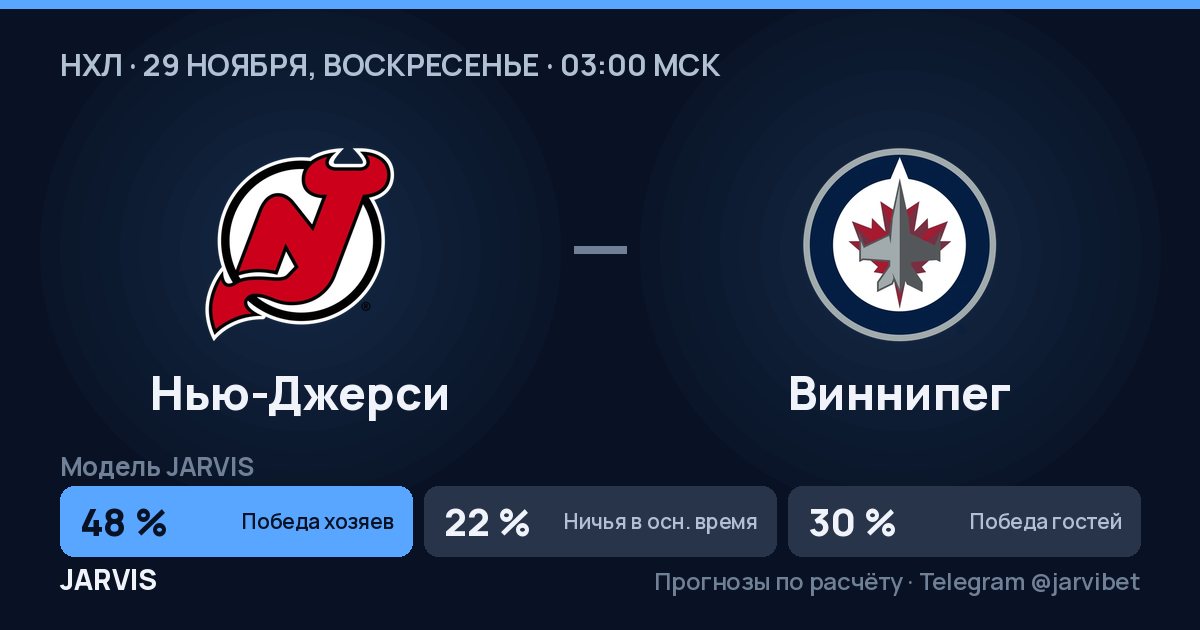 НХЛ · 29 НОЯБРЯ, ВОСКРЕСЕНЬЕ · 03:00 МСК
—
Нью-Джерси
Виннипег
Модель JARVIS
48 % Победа хозяев
22 % Ничья в осн. время
30 % Победа гостей
JARVIS
Прогнозы по расчёту · Telegram @jarvibet